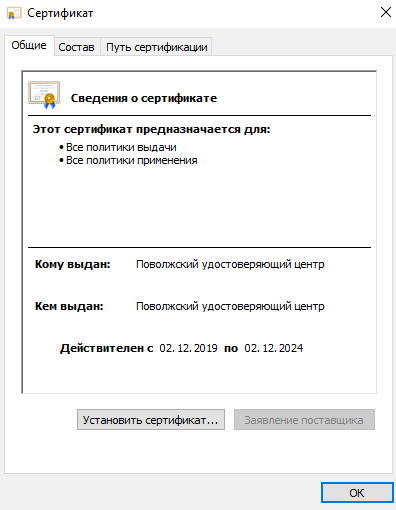 Сертификат
Общие Состав Путь сертификации
Сведения о сертификате
Этот сертификат предназначается для:
• Все политики выдачи
• Все политики применения
Кому выдан: Поволжский удостоверяющий центр
Кем выдан: Поволжский удостоверяющий центр
Действителен с 02.12.2019 по 02.12.2024
Установить сертификат... Заявление поставщика
ОК